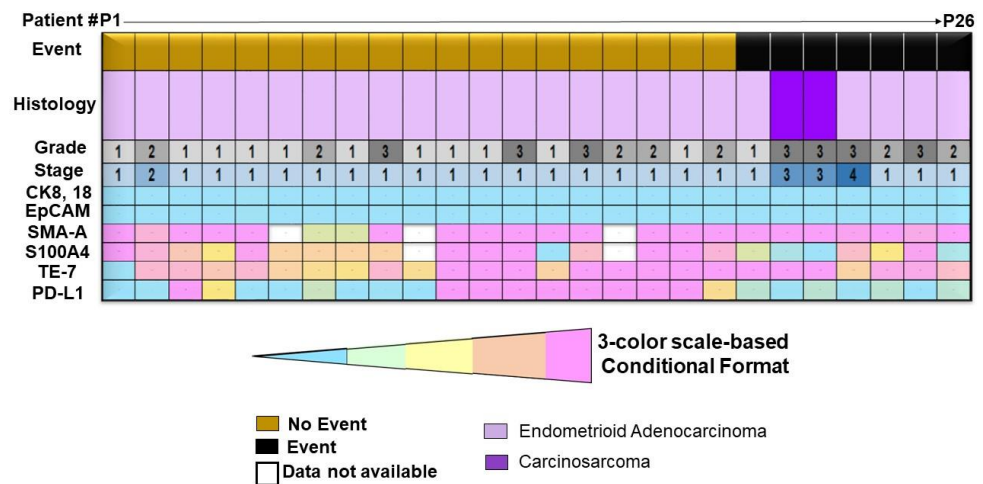 Patient #P1 P26
Event
Histology
Grade 1 2 1 1 1 1 2 1 3 1 1 1 3 1 3 2 2 1 2 1 3 3 3 2 3 2
Stage 1 2 1 1 1 1 1 1 1 1 1 1 1 1 1 1 1 1 1 1 3 3 4 1 1 1
CK8, 18
EpCAM
SMA-A
S100A4
TE-7
PD-L1
3-color scale-based
Conditional Format
No Event
Event
Data not available
Endometrioid Adenocarcinoma
Carcinosarcoma